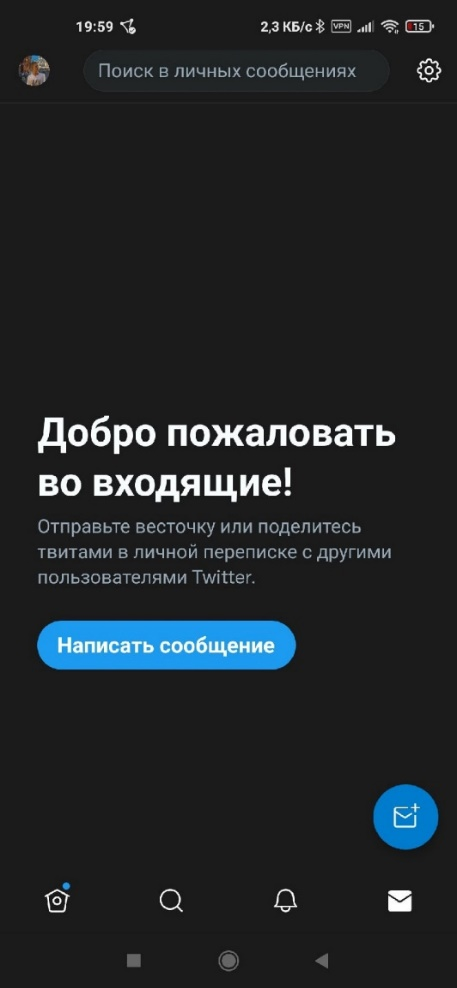 19:59 2,3 КБ/с VPN 15
Поиск в личных сообщениях
Добро пожаловать
во входящие!
Отправьте весточку или поделитесь
твитами в личной переписке с другими
пользователями Twitter.
Написать сообщение